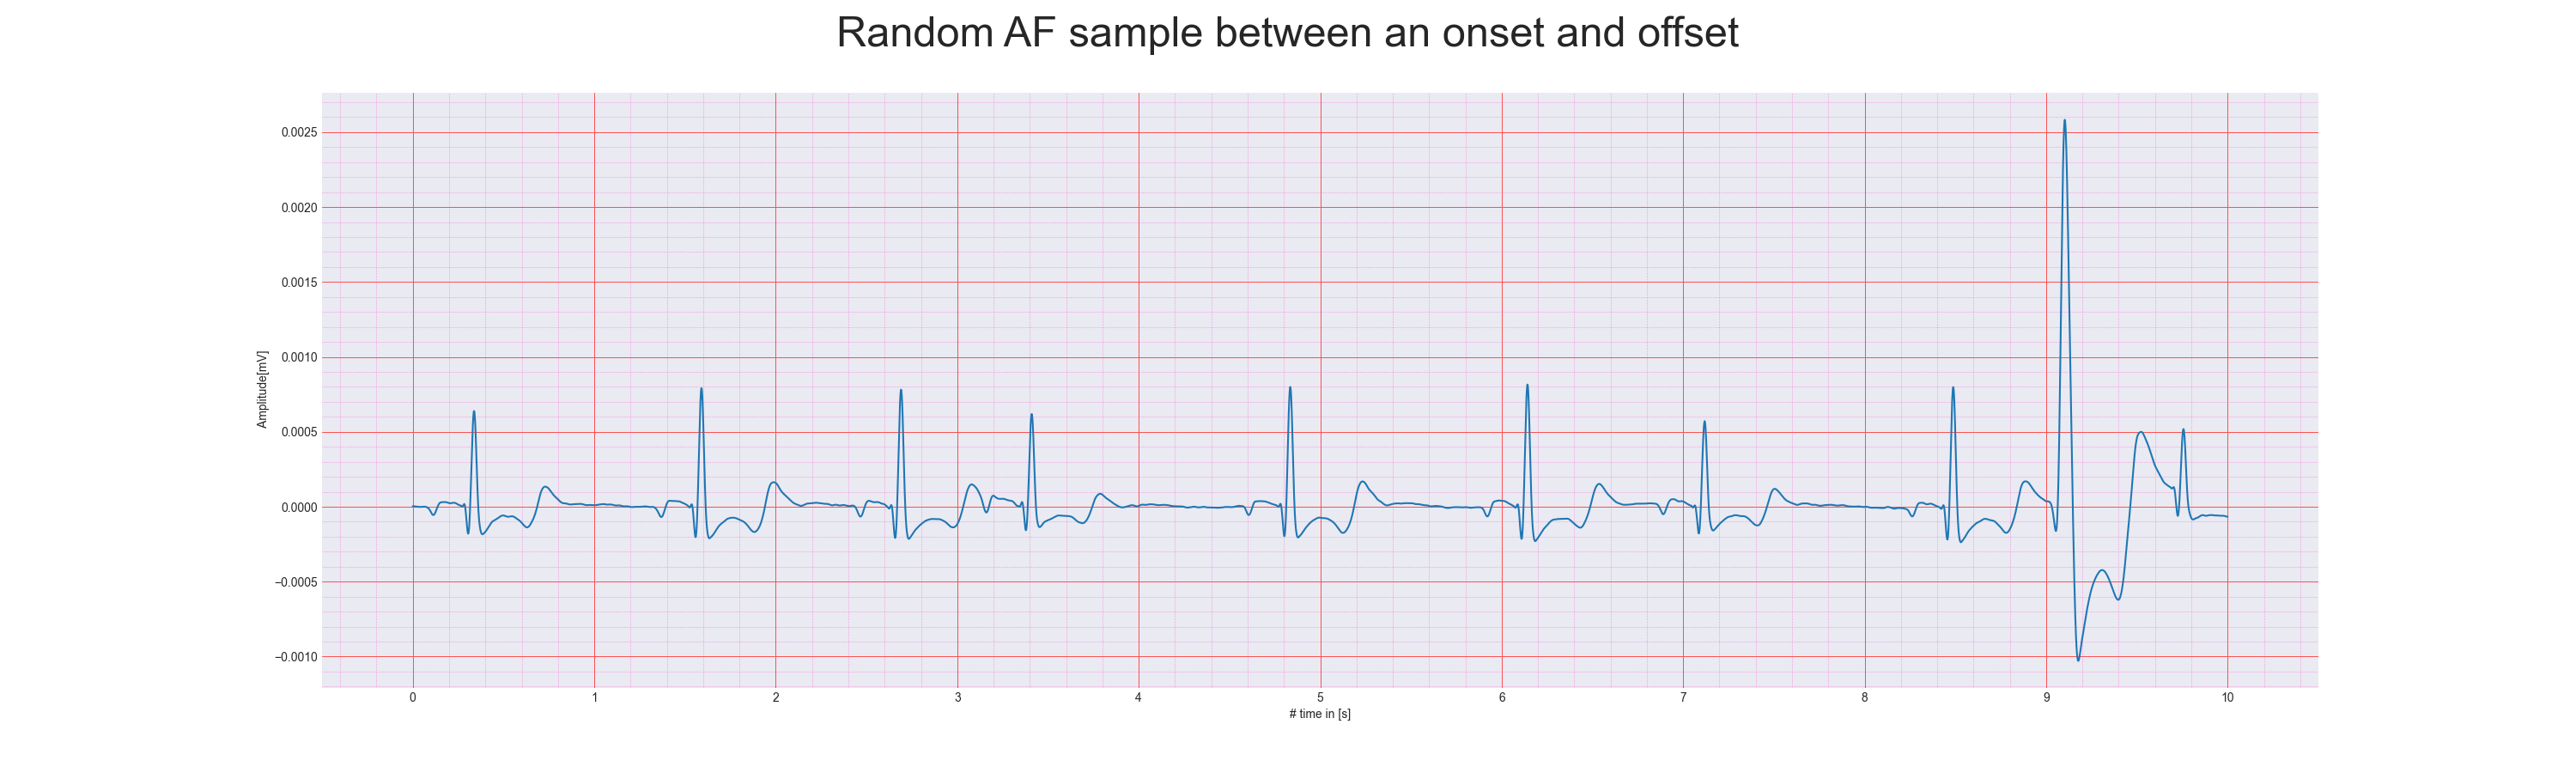 Random AF sample between an onset and offset
0.0025
0.0020
0.0015
0.0010
0.0005
0.0000
−0.0005
−0.0010
Amplitude[mV]
0 1 2 3 4 5 6 7 8 9 10
# time in [s]